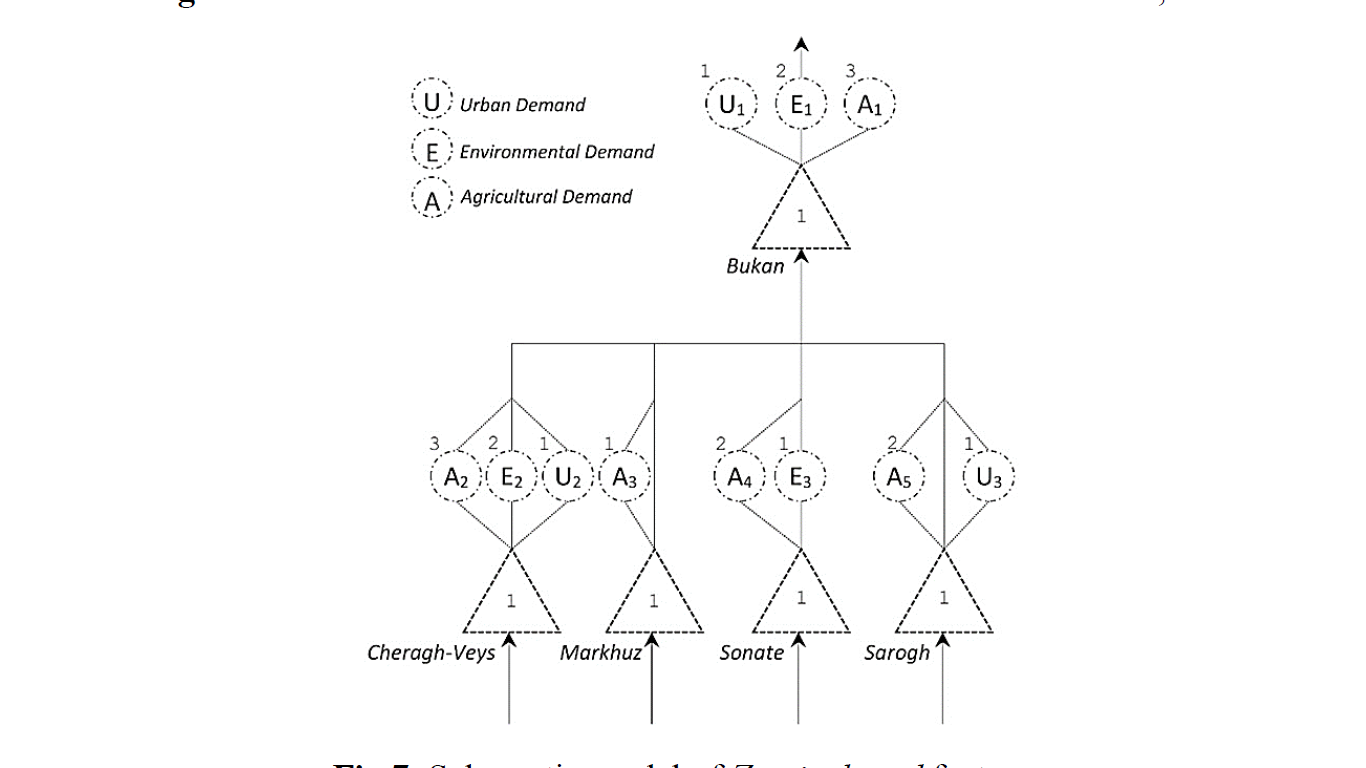 1 2 3
U Urban Demand
U1 E1 A1
E Environmental Demand
A Agricultural Demand
1
Bukan
3 2 1 1 2 1 2 1
A2 E2 U2 A3 A4 E3 A5 U3
1 1 1 1
Cheragh-Veys Markhuz Sonate Sarogh